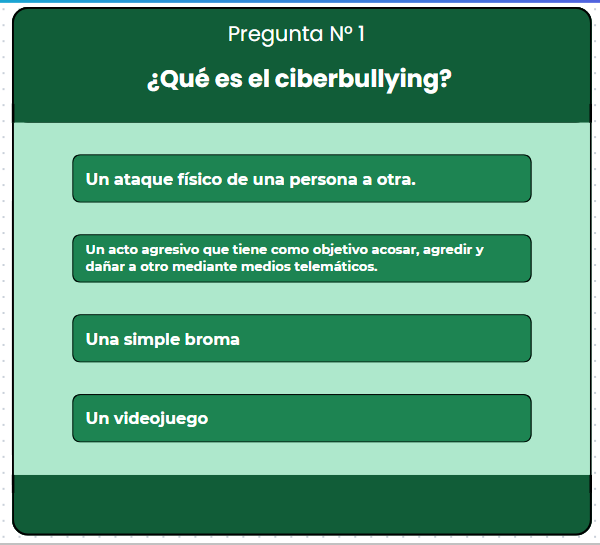 Pregunta Nº 1
¿Qué es el ciberbullying?
Un ataque físico de una persona a otra.
Un acto agresivo que tiene como objetivo acosar, agredir y
dañar a otro mediante medios telemáticos.
Una simple broma
Un videojuego